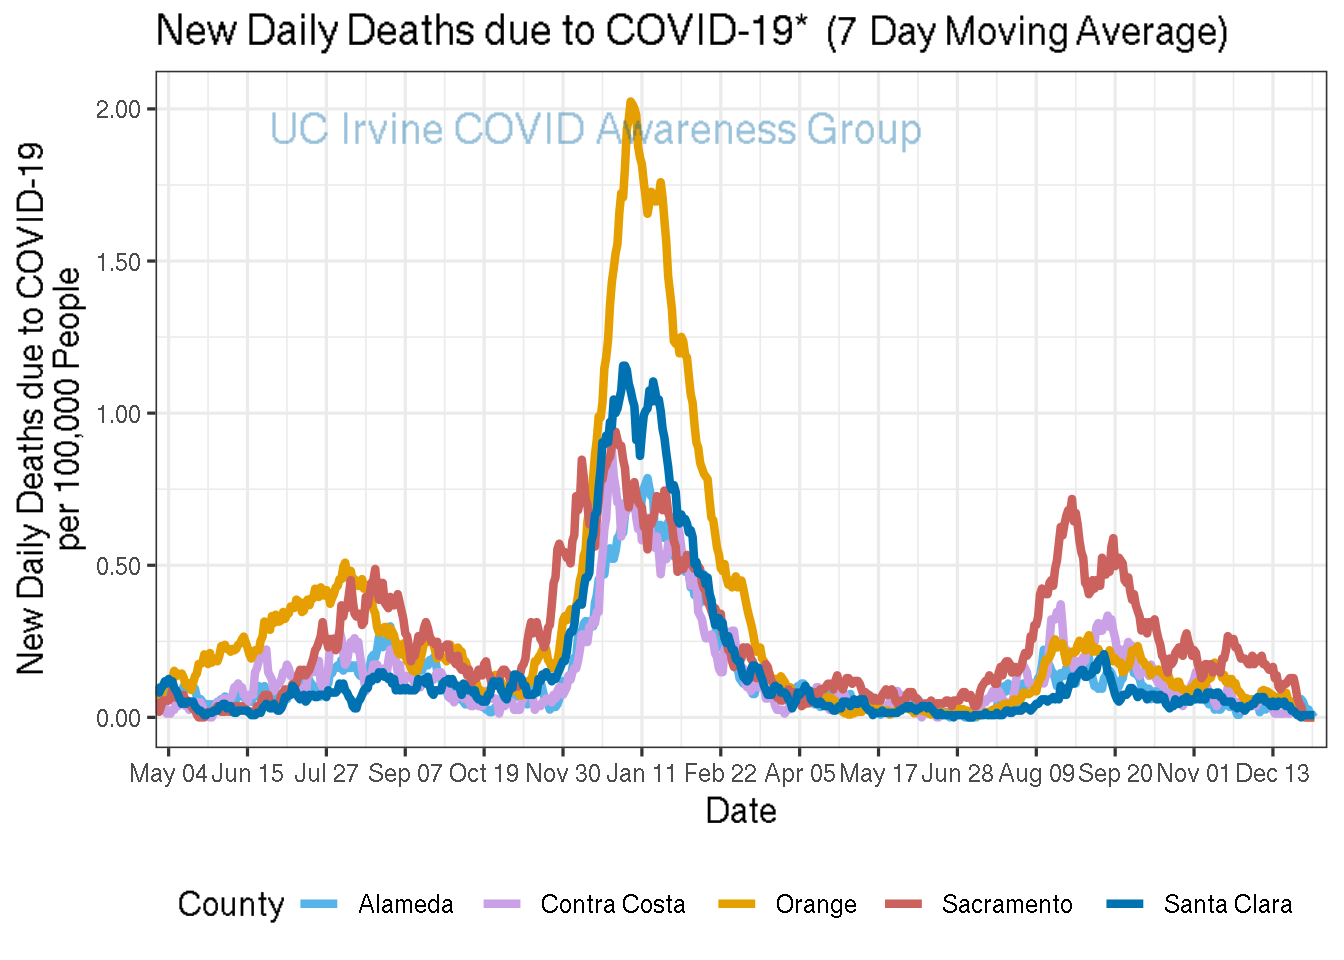 New Daily Deaths due to COVID-19* (7 Day Moving Average)
UC Irvine COVID Awareness Group
New Daily Deaths due to COVID-19
per 100,000 People
2.00
1.50
1.00
0.50
0.00
May 04 Jun 15 Jul 27 Sep 07 Oct 19 Nov 30 Jan 11 Feb 22 Apr 05 May 17 Jun 28 Aug 09 Sep 20 Nov 01 Dec 13
Date
County Alameda Contra Costa Orange Sacramento Santa Clara